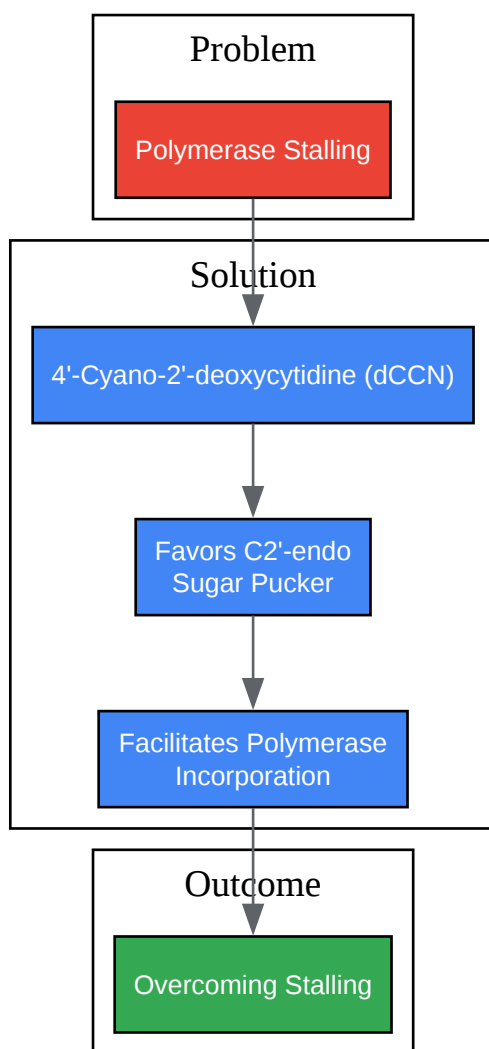 Problem
Polymerase Stalling
Solution
4'-Cyano-2'-deoxycytidine (dCCN)
Favors C2'-endo
Sugar Pucker
Facilitates Polymerase
Incorporation
Outcome
Overcoming Stalling